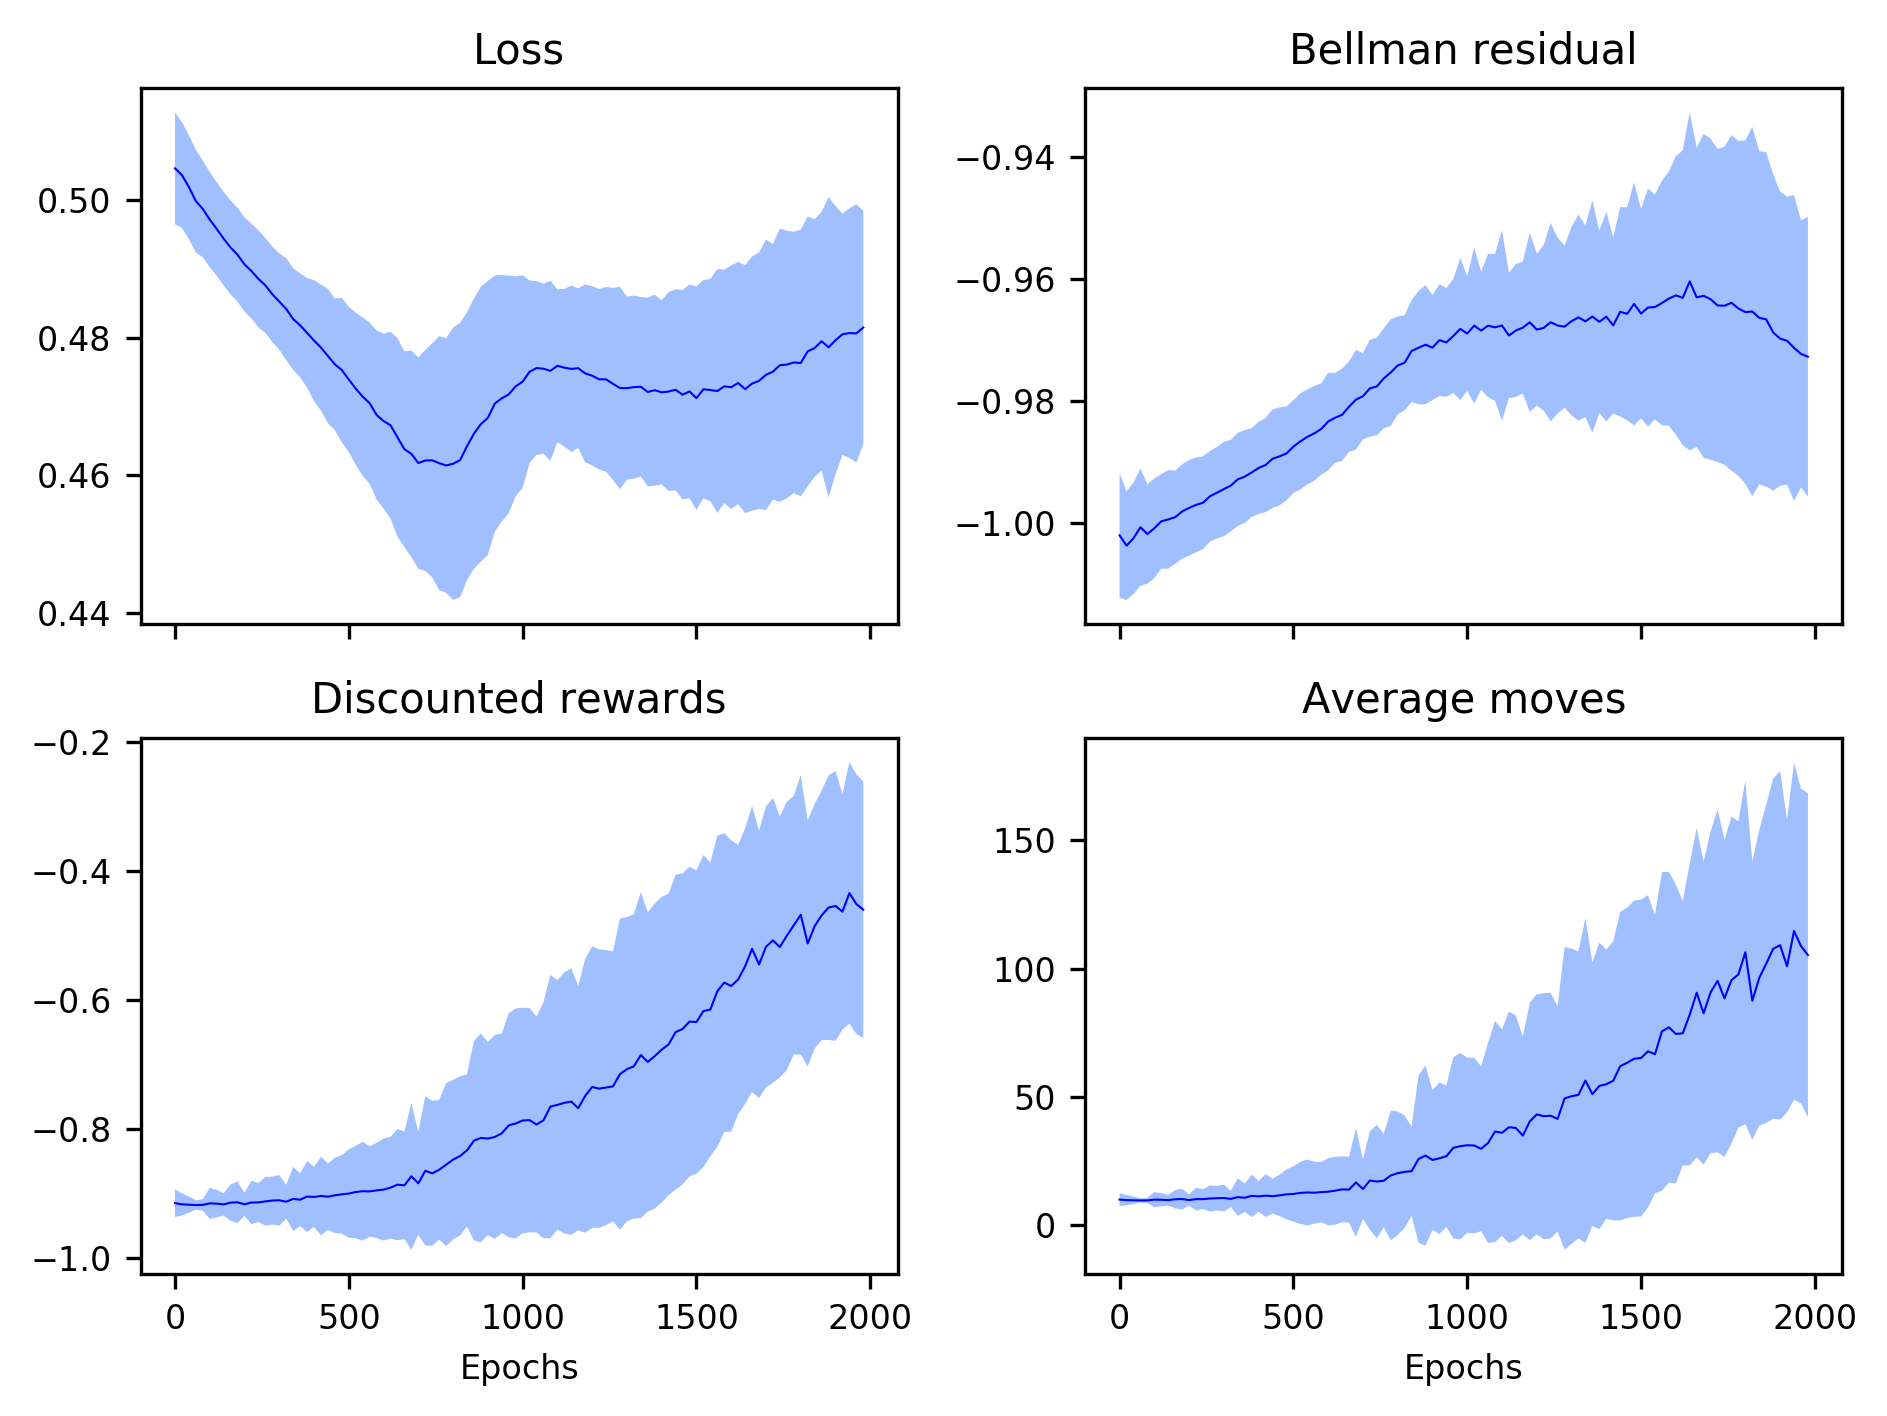 Loss
0.50
0.48
0.46
0.44
Bellman residual
−0.94
−0.96
−0.98
−1.00
Discounted rewards
−0.2
−0.4
−0.6
−0.8
−1.0
0 500 1000 1500 2000
Epochs
Average moves
150
100
50
0
0 500 1000 1500 2000
Epochs